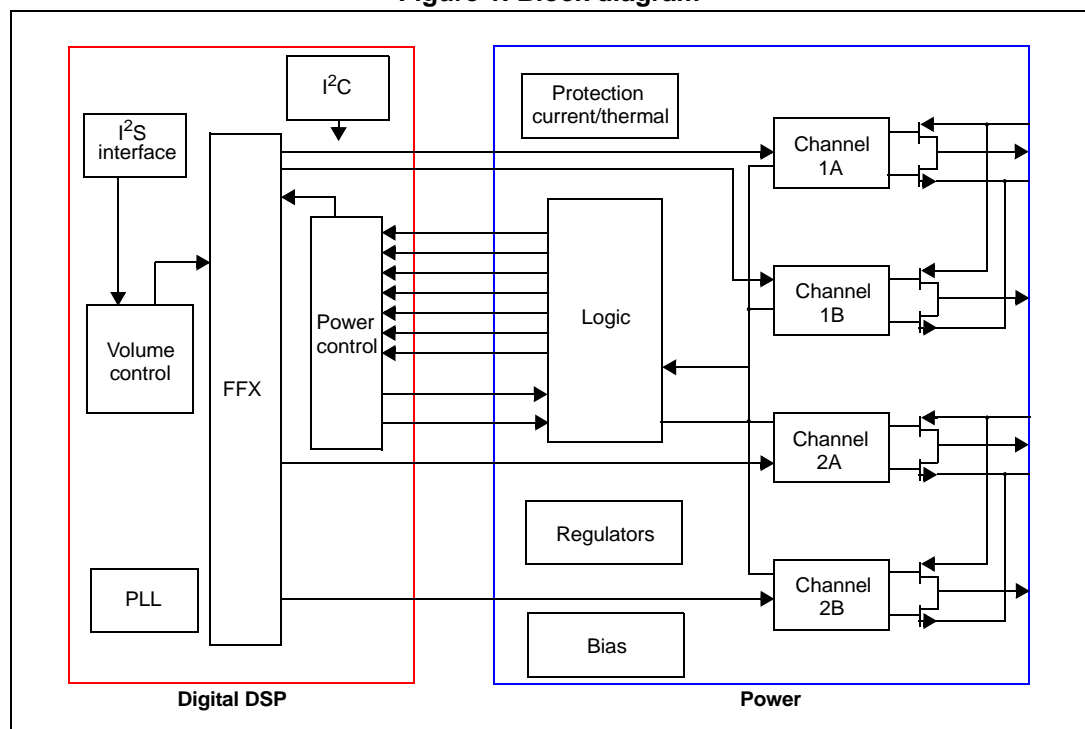 Figure 1. Block diagram
I²C
Protection
current/thermal
I²S
interface
Channel
1A
Channel
1B
Logic
Power
control
Volume
control
FFX
Channel
2A
Regulators
PLL
Channel
2B
Bias
Digital DSP
Power